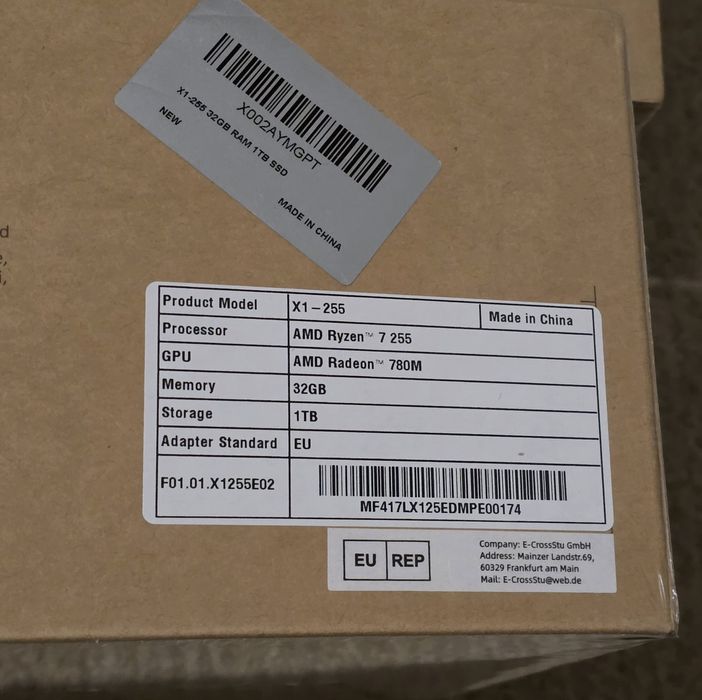 X002AYMGPT
X1-255 32GB RAM 1TB SSD
NEW
MADE IN CHINA
d
e,
i,
Product Model X1-255 Made in China
Processor AMD Ryzen™ 7 255
GPU AMD Radeon™ 780M
Memory 32GB
Storage 1TB
Adapter Standard EU
F01.01.X1255E02
MF417LX125EDMPE00174
EU REP
Company: E-CrossStu GmbH
Address: Mainzer Landstr.69,
60329 Frankfurt am Main
Mail: E-CrossStu@web.de